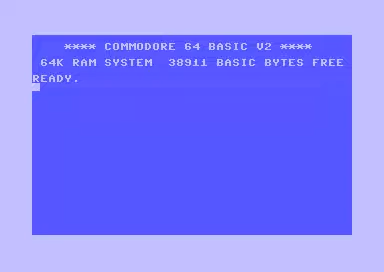 **** COMMODORE 64 BASIC V2 ****
64K RAM SYSTEM  38911 BASIC BYTES FREE
READY.